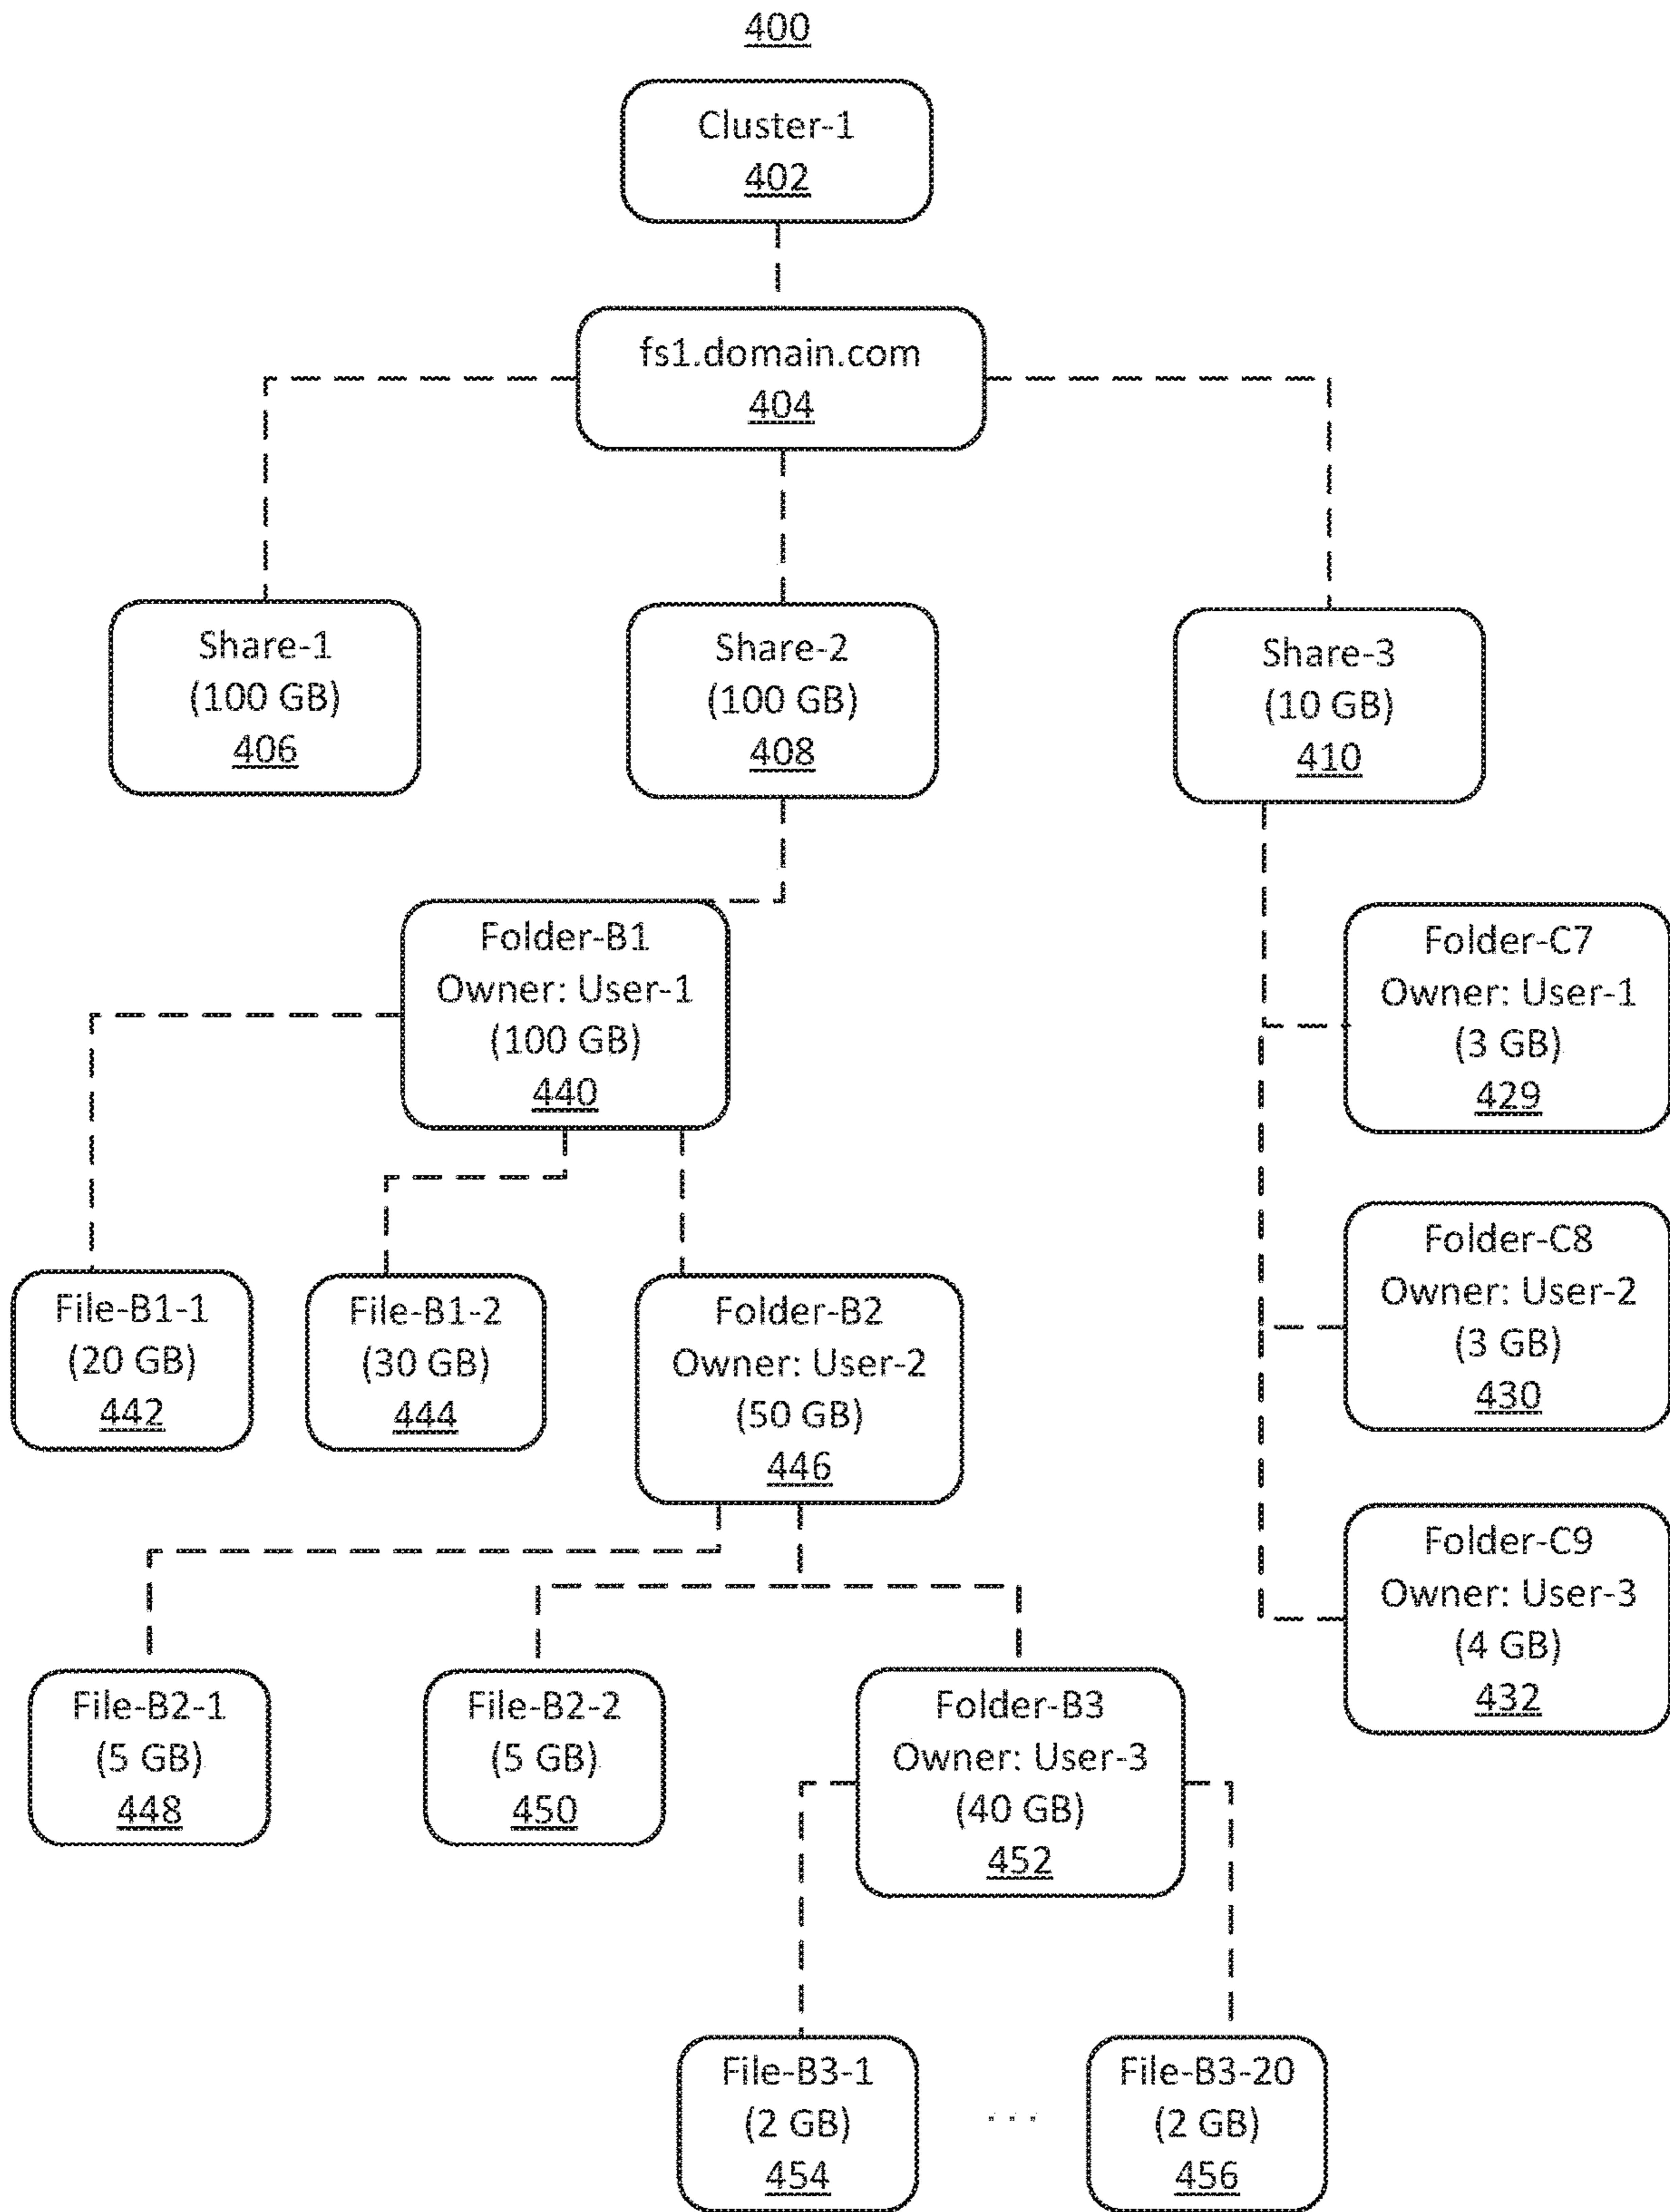 400
Cluster-1
402
fs1.domain.com
404
Share-1
(100 GB)
406
Share-2
(100 GB)
408
Share-3
(10 GB)
410
Folder-B1
Owner: User-1
(100 GB)
440
Folder-C7
Owner: User-1
(3 GB)
429
File-B1-1
(20 GB)
442
File-B1-2
(30 GB)
444
Folder-B2
Owner: User-2
(50 GB)
446
Folder-C8
Owner: User-2
(3 GB)
430
Folder-C9
Owner: User-3
(4 GB)
432
File-B2-1
(5 GB)
448
File-B2-2
(5 GB)
450
Folder-B3
Owner: User-3
(40 GB)
452
File-B3-1
(2 GB)
454
...
File-B3-20
(2 GB)
456